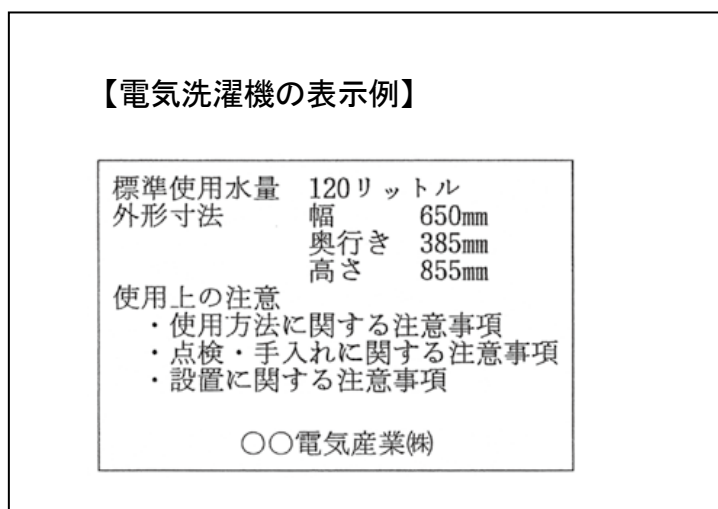 【電気洗濯機の表示例】
標準使用水量 120リットル
外形寸法 幅 650mm
奥行き 385mm
高さ 855mm
使用上の注意
・使用方法に関する注意事項
・点検・手入れに関する注意事項
・設置に関する注意事項
○○電気産業㈱